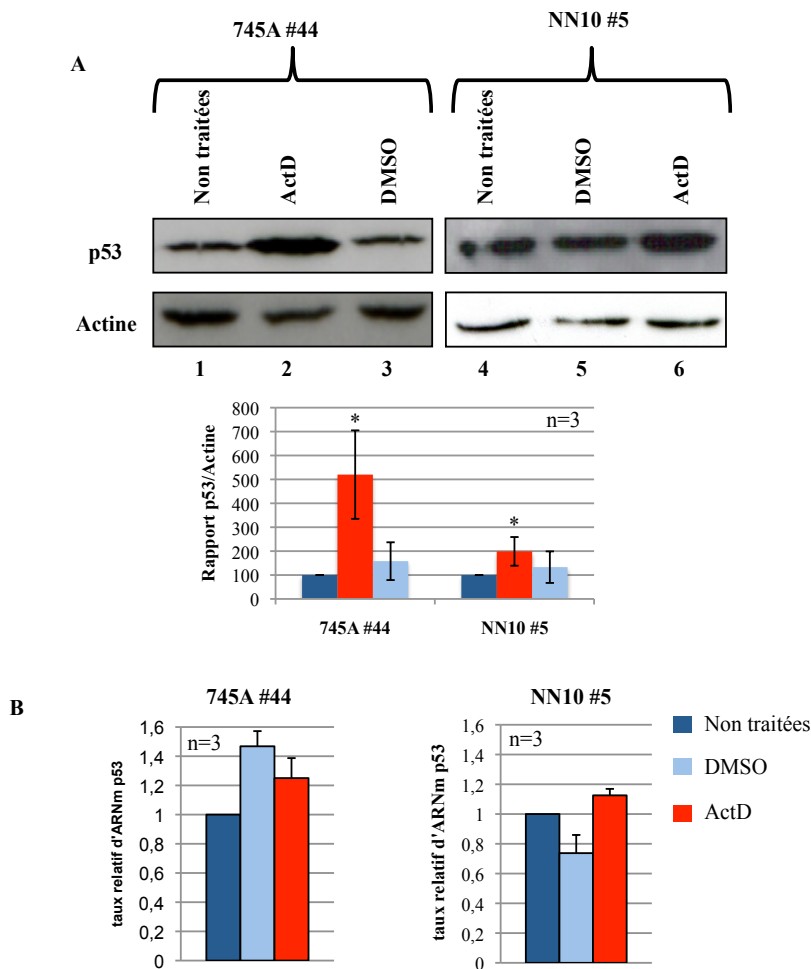 745A #44
NN10 #5
A
Non traitées
ActD
DMSO
Non traitées
DMSO
ActD
p53
Actine
1 2 3 4 5 6
800
700
600
500
400
300
200
100
0
Rapport p53/Actine
*
*
n=3
745A #44
NN10 #5
B
745A #44
1,6
1,4
1,2
1
0,8
0,6
0,4
0,2
0
taux relatif d'ARNm p53
n=3
NN10 #5
1,6
1,4
1,2
1
0,8
0,6
0,4
0,2
0
taux relatif d'ARNm p53
n=3
Non traitées
DMSO
ActD